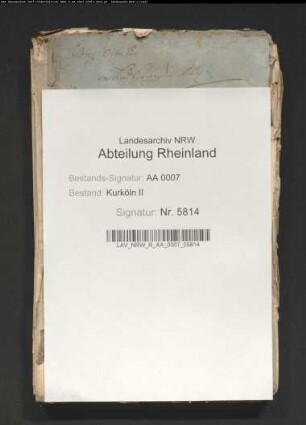 Landesarchiv NRW
Abteilung Rheinland
Bestands-Signatur: AA 0007
Bestand: Kurköln II
Signatur: Nr. 5814
LAV_NRW_R_AA_0007_05814